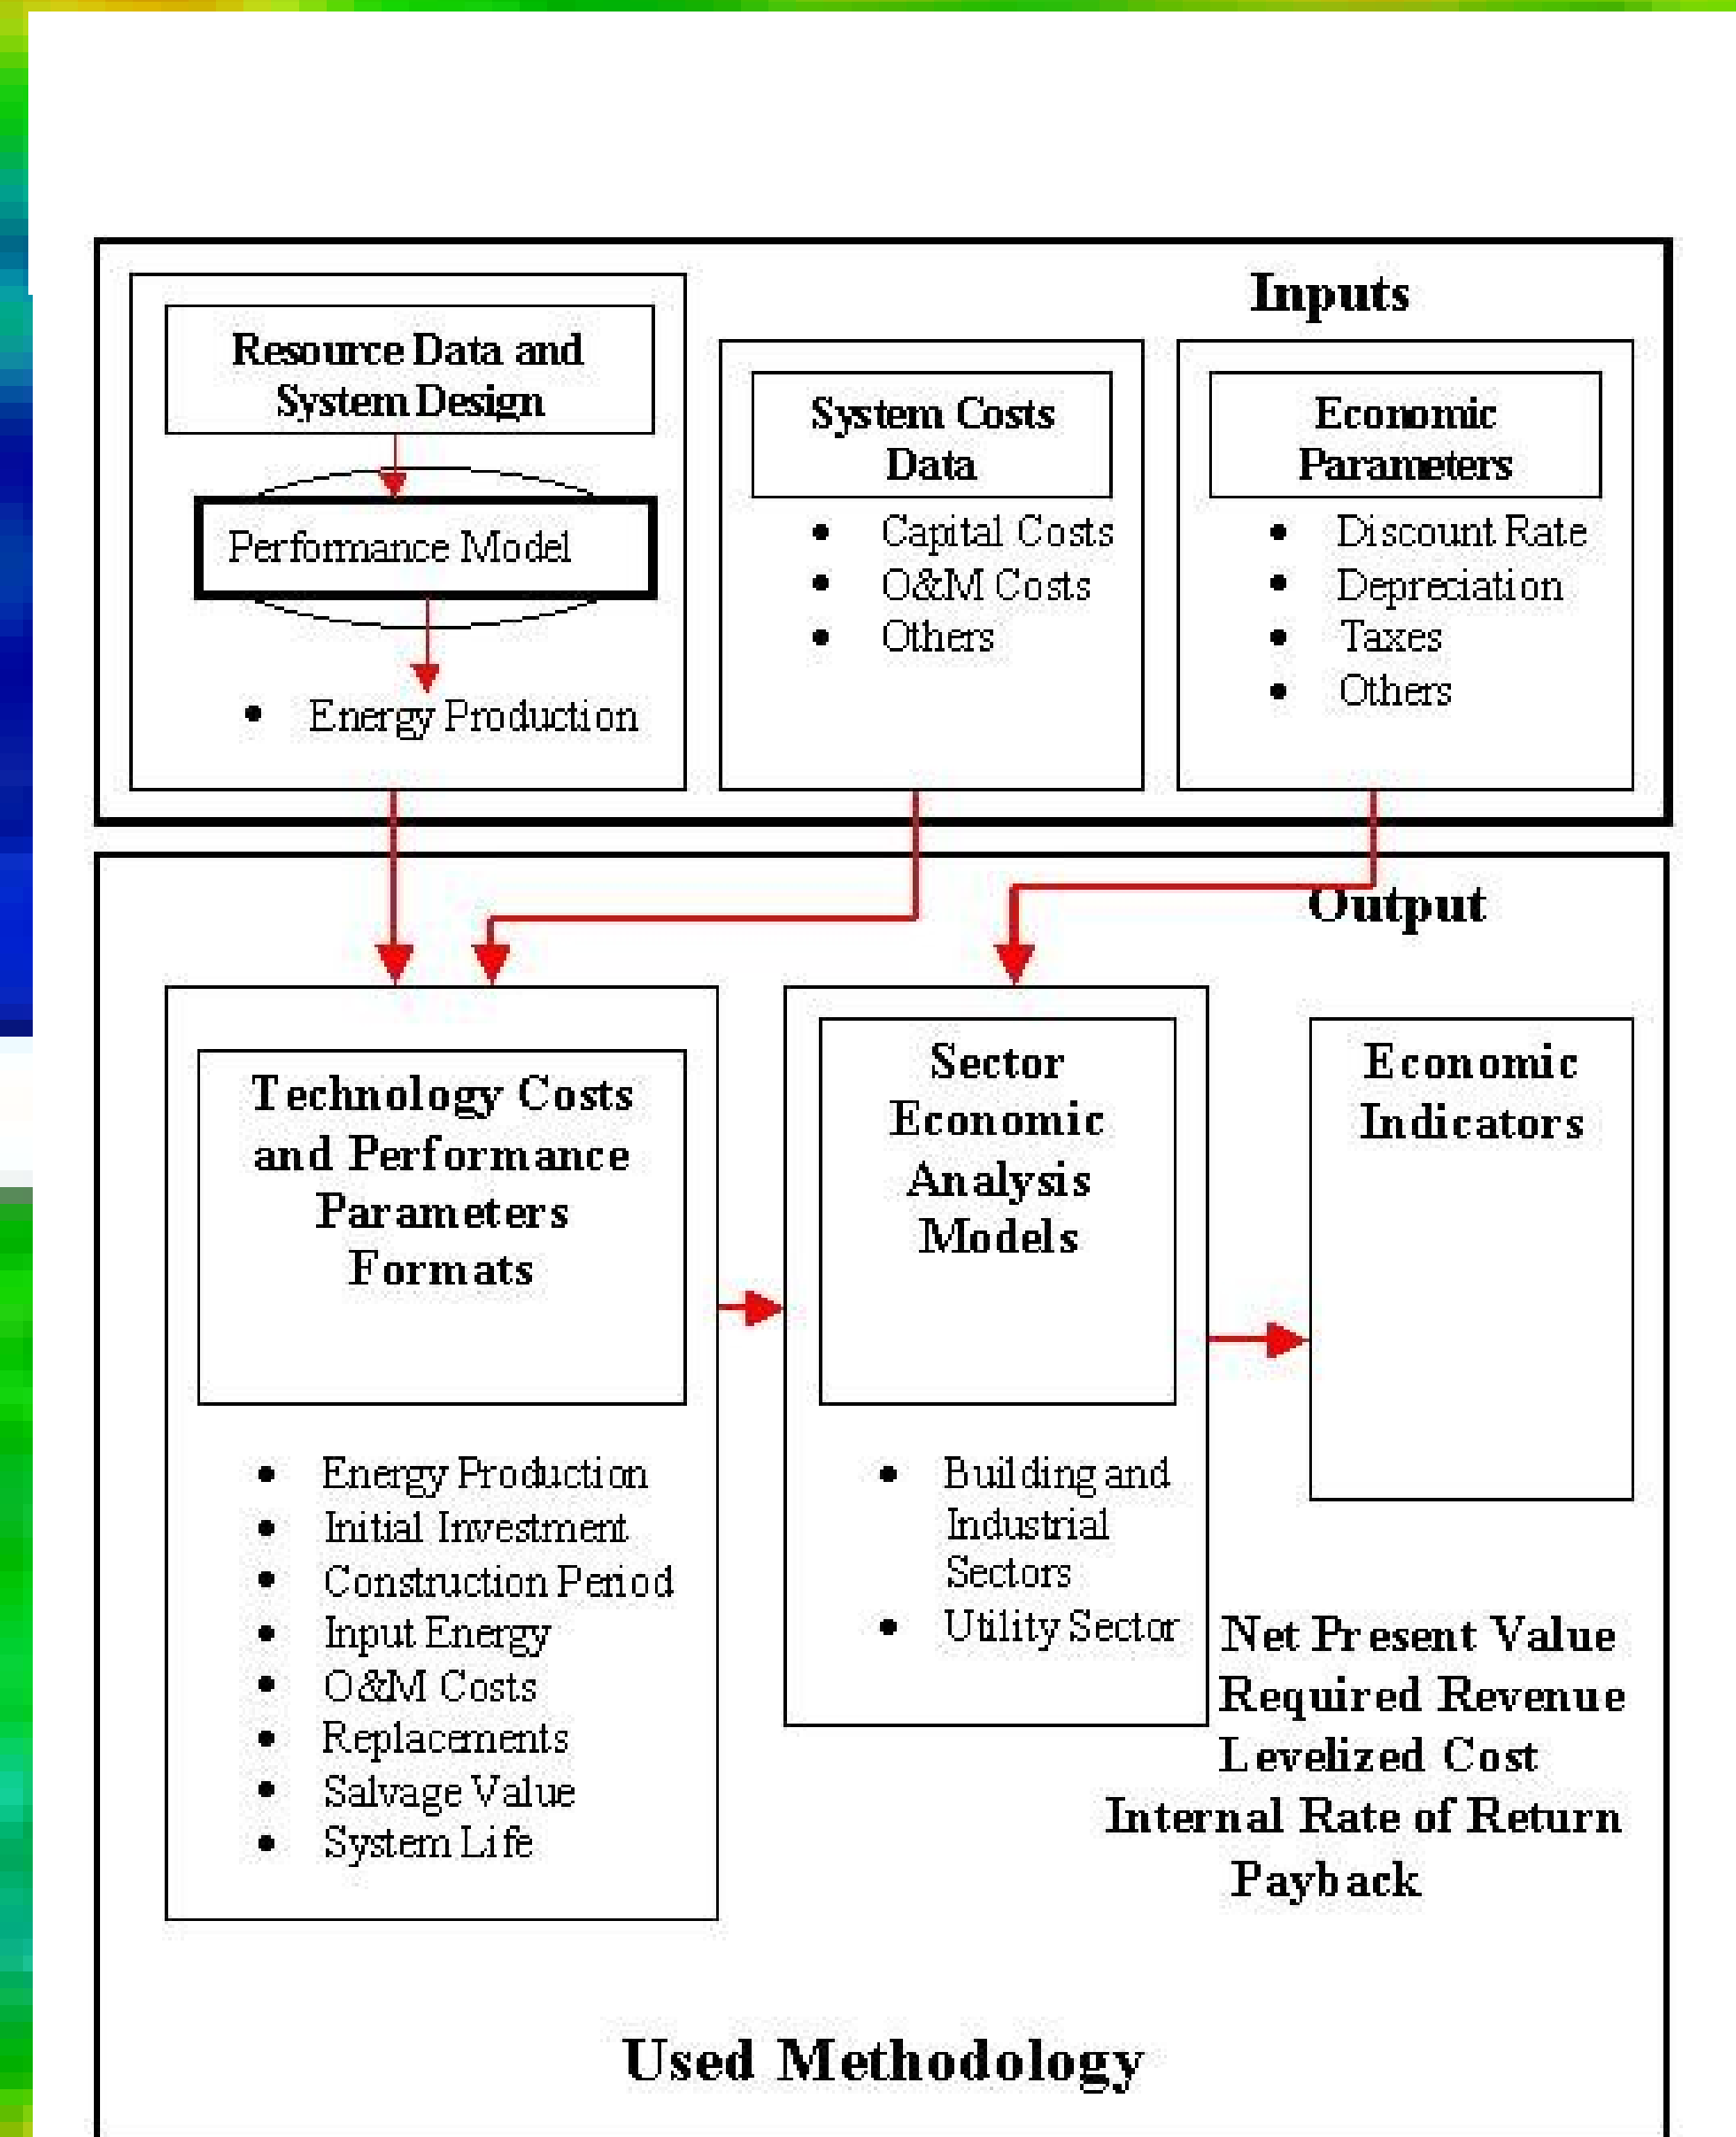 Inputs
Resource Data and
System Design
Performance Model
• Energy Production
System Costs
Data
• Capital Costs
• O&M Costs
• Others
Economic
Parameters
• Discount Rate
• Depreciation
• Taxes
• Others
Output
Technology Costs
and Performance
Parameters
Formats
• Energy Production
• Initial Investment
• Construction Period
• Input Energy
• O&M Costs
• Replacements
• Salvage Value
• System Life
Sector
Economic
Analysis
Models
• Building and
Industrial
Sectors
• Utility Sector
Economic
Indicators
Net Present Value
Required Revenue
Levelized Cost
Internal Rate of Return
Payback
Used Methodology